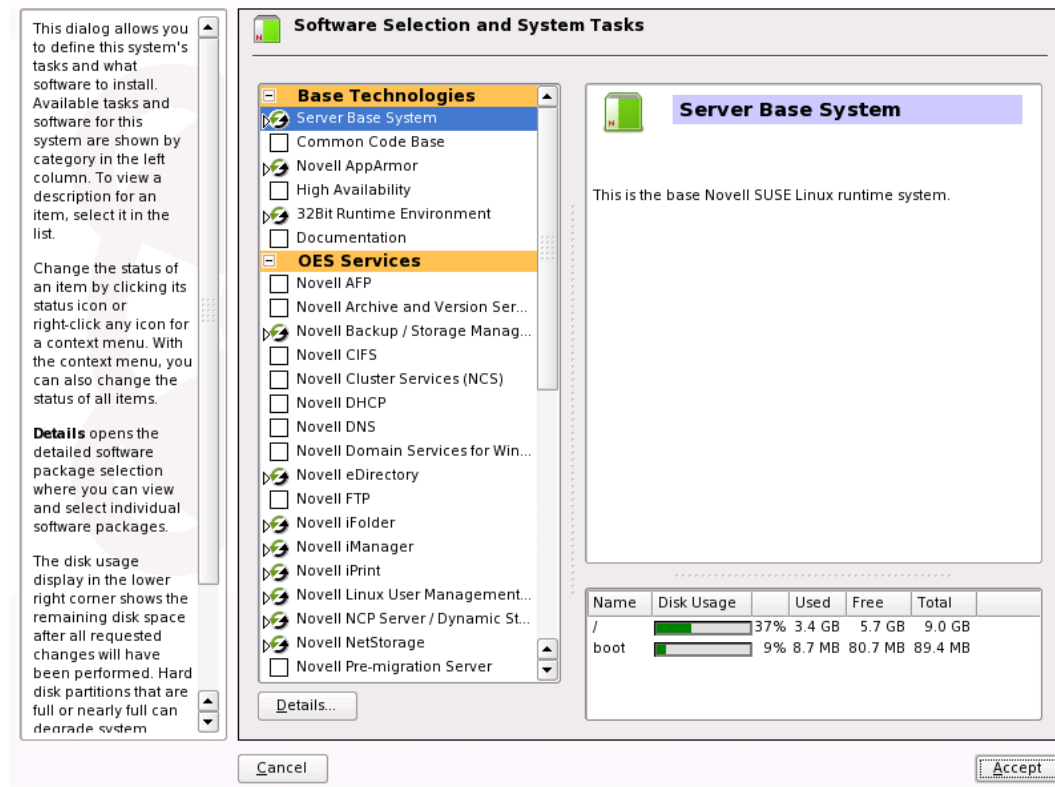 This dialog allows you
to define this system's
tasks and what
software to install.
Available tasks and
software for this
system are shown by
category in the left
column. To view a
description for an
item, select it in the
list.
Change the status of
an item by clicking its
status icon or
right-click any icon for
a context menu. With
the context menu, you
can also change the
status of all items.
Details opens the
detailed software
package selection
where you can view
and select individual
software packages.
The disk usage
display in the lower
right corner shows the
remaining disk space
after all requested
changes will have
been performed. Hard
disk partitions that are
full or nearly full can
degrade system
Software Selection and System Tasks
Base Technologies
Server Base System
Common Code Base
Novell AppArmor
High Availability
32Bit Runtime Environment
Documentation
OES Services
Novell AFP
Novell Archive and Version Ser...
Novell Backup / Storage Manag...
Novell CIFS
Novell Cluster Services (NCS)
Novell DHCP
Novell DNS
Novell Domain Services for Win...
Novell eDirectory
Novell FTP
Novell iFolder
Novell iManager
Novell iPrint
Novell Linux User Management...
Novell NCP Server / Dynamic St...
Novell NetStorage
Novell Pre-migration Server
Details...
Server Base System
This is the base Novell SUSE Linux runtime system.
Name Disk Usage Used Free Total
/ 37% 3.4 GB 5.7 GB 9.0 GB
boot 9% 8.7 MB 80.7 MB 89.4 MB
Cancel
Accept